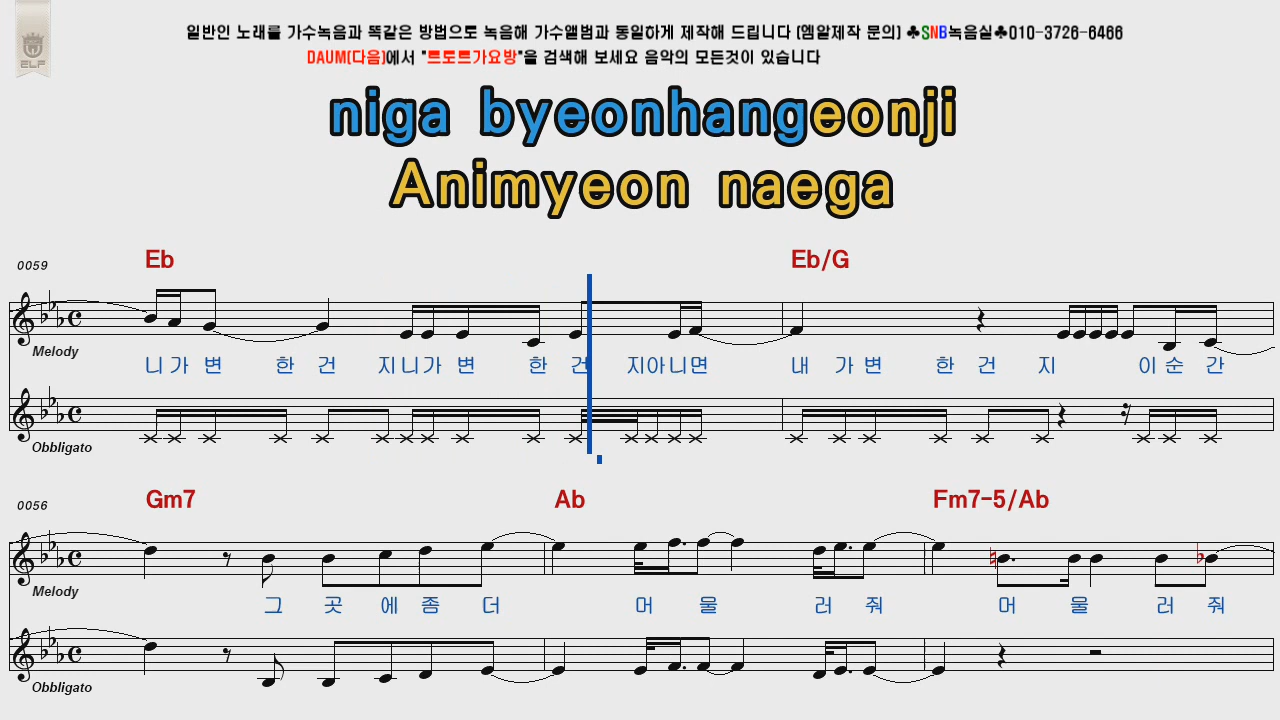 일반인 노래를 가수녹음과 똑같은 방법으로 녹음해 가수앨범과 동일하게 제작해 드립니다 (엠알제작 문의) ♣SNB녹음실♣010-3726-6466
DAUM(다음)에서 "트로트가요방"을 검색해 보세요 음악의 모든것이 있습니다
ELF
niga byeonhangeonji
Animyeon naega
0059 Eb Eb/G
Melody
니 가 변 한 건 지 니 가 변 한 건 지 아 니 면 내 가 변 한 건 지 이 순 간
Obbligato
0056 Gm7 Ab Fm7-5/Ab
Melody
그 곳 에 좀 더 머 울 러 줘 머 울 러 줘
Obbligato